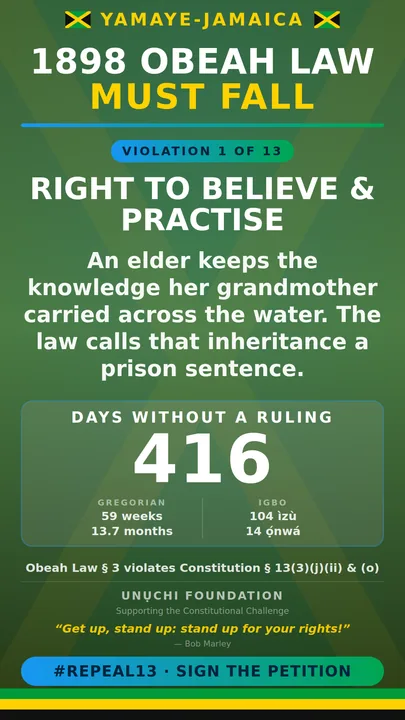 YAMAYE-JAMAICA
1898 OBEAH LAW
MUST FALL
VIOLATION 1 OF 13
RIGHT TO BELIEVE &
PRACTISE
An elder keeps the
knowledge her grandmother
carried across the water. The
law calls that inheritance a
prison sentence.
DAYS WITHOUT A RULING
416
GREGORIAN
59 weeks
13.7 months
IGBO
104 ìzù
14 ọ́nwá
Obeah Law § 3 violates Constitution § 13(3)(j)(ii) & (o)
UNỤCHI FOUNDATION
Supporting the Constitutional Challenge
“Get up, stand up: stand up for your rights!”
— Bob Marley
#REPEAL13 · SIGN THE PETITION